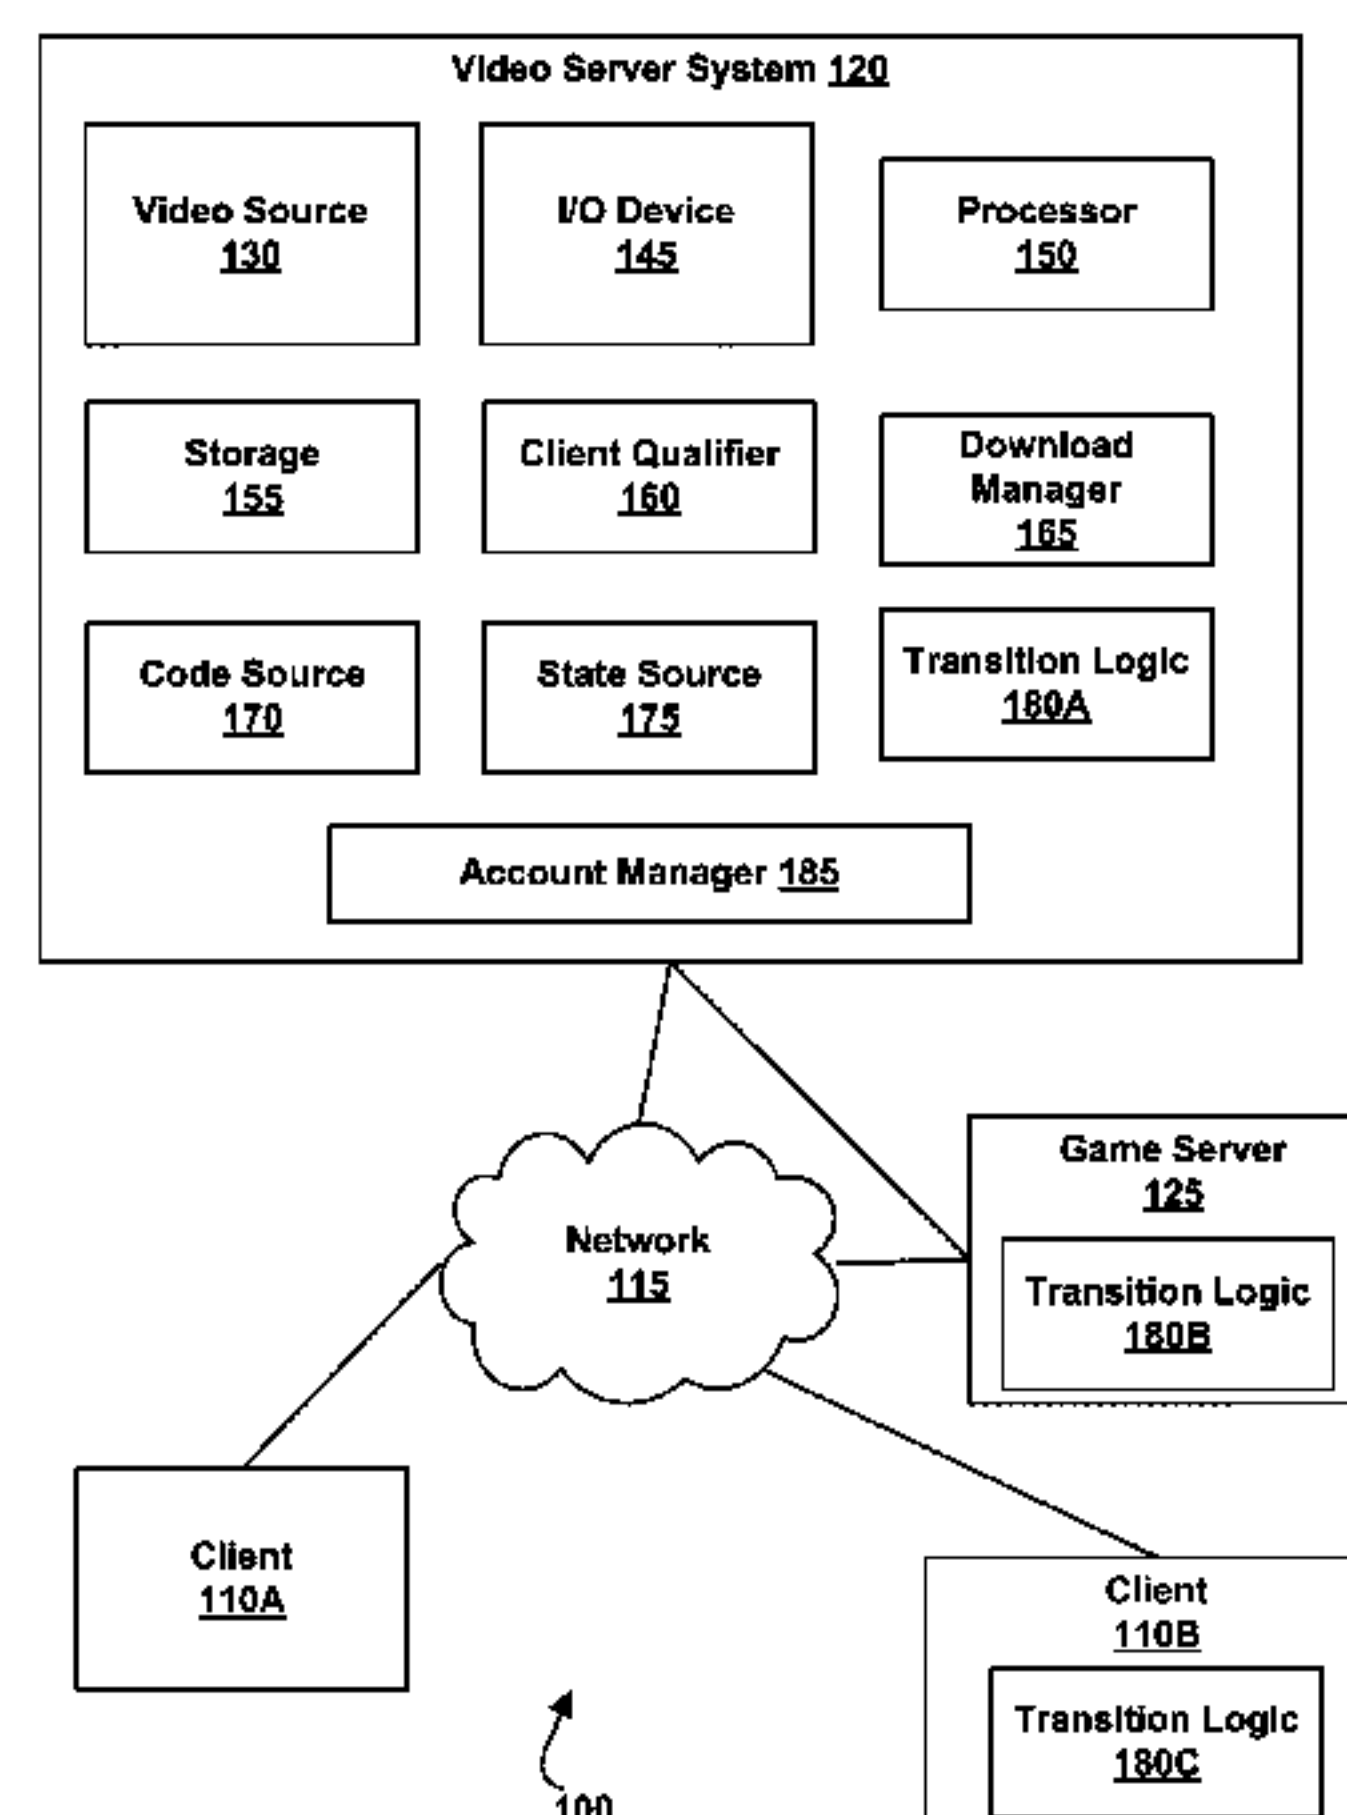 Video Server System 120
Video Source
130
I/O Device
145
Processor
150
Storage
155
Client Qualifier
160
Download
Manager
165
Code Source
170
State Source
175
Transition Logic
180A
Account Manager 185
Network
115
Game Server
125
Transition Logic
180B
Client
110A
Client
110B
Transition Logic
180C
100